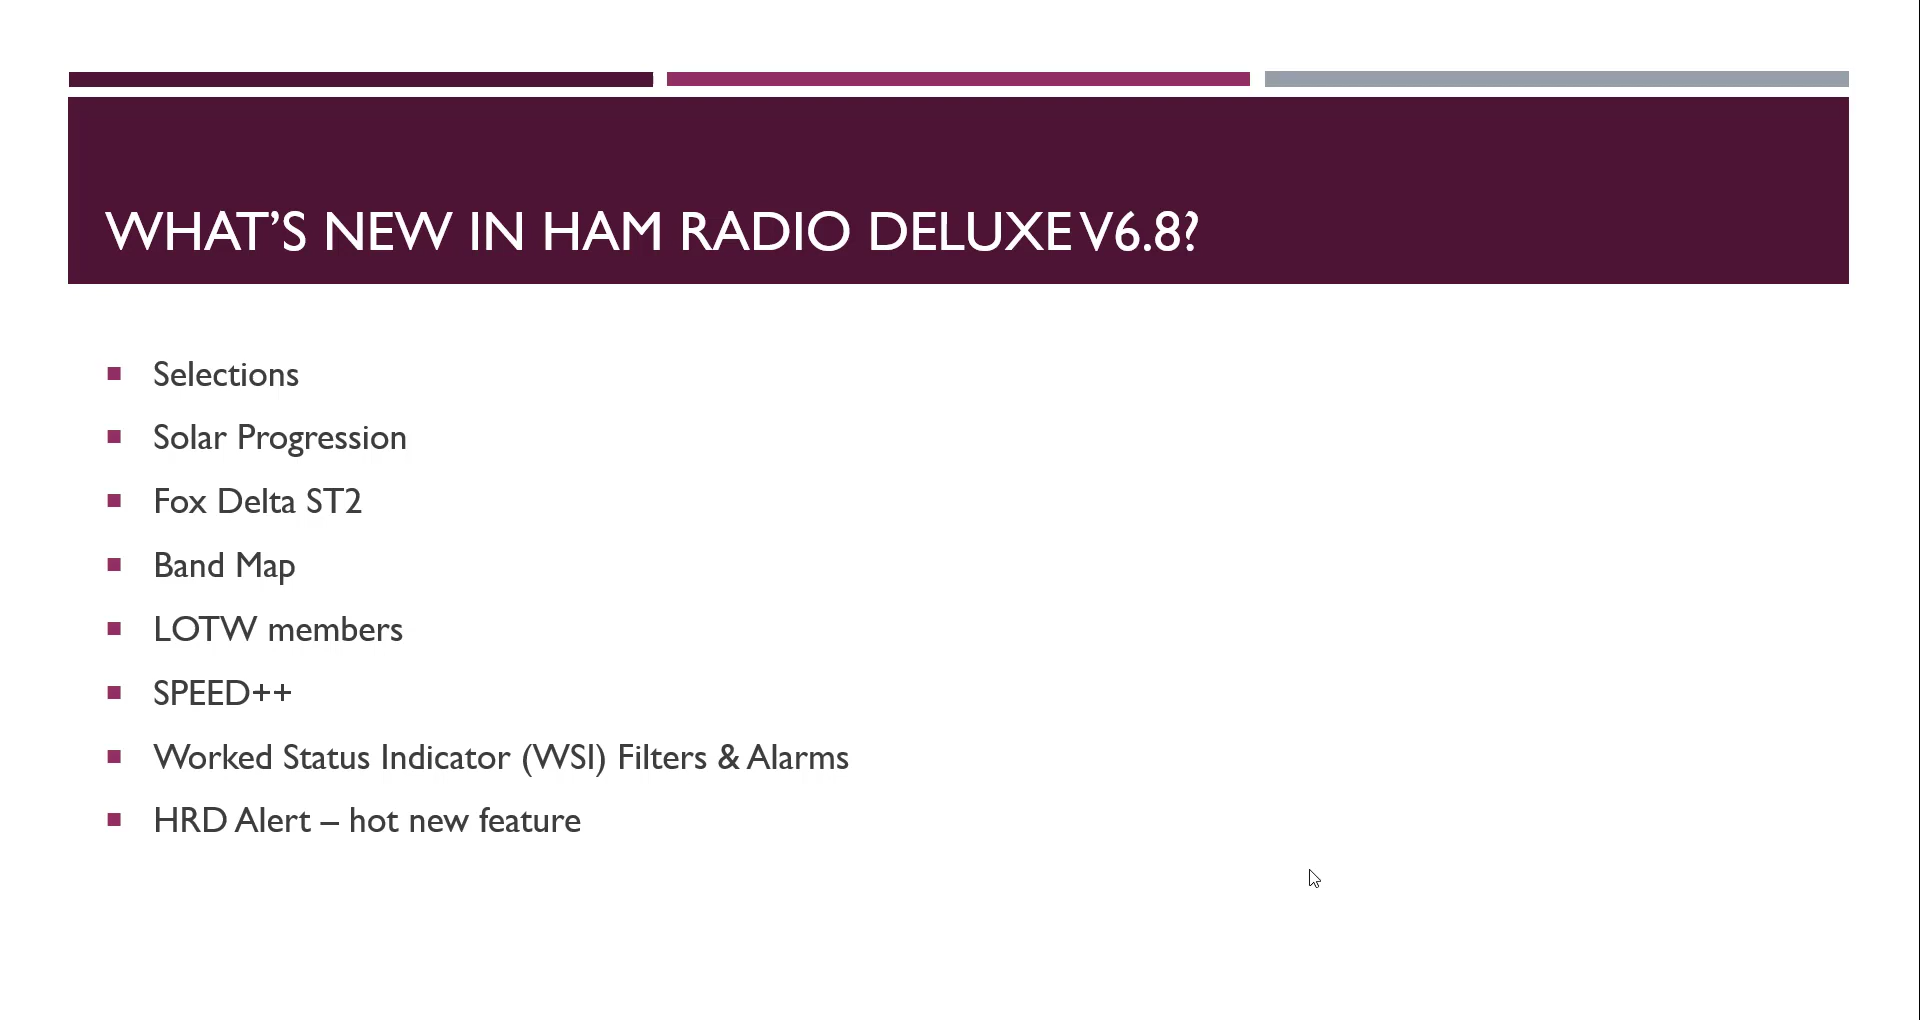 WHAT’S NEW IN HAM RADIO DELUXE V6.8?
Selections
Solar Progression
Fox Delta ST2
Band Map
LOTW members
SPEED++
Worked Status Indicator (WSI) Filters & Alarms
HRD Alert – hot new feature